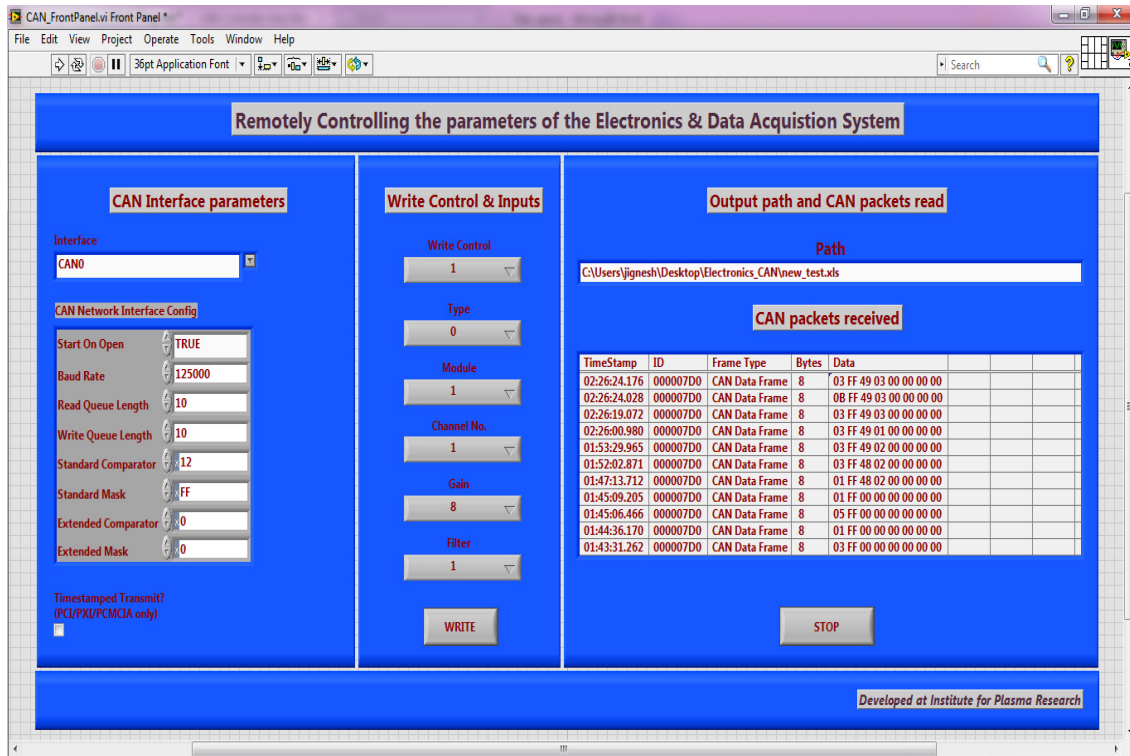 CAN_FrontPanel.vi Front Panel *
File Edit View Project Operate Tools Window Help
36pt Application Font
Search
Remotely Controlling the parameters of the Electronics & Data Acquistion System
CAN Interface parameters
Interface
CAN0
CAN Network Interface Config
Start On Open TRUE
Baud Rate 125000
Read Queue Length 10
Write Queue Length 10
Standard Comparator x12
Standard Mask xFF
Extended Comparator x0
Extended Mask x0
Timestamped Transmit?
(PCI/PXI/PCMCIA only)
Write Control & Inputs
Write Control
1
Type
0
Module
1
Channel No.
1
Gain
8
Filter
1
WRITE
Output path and CAN packets read
Path
C:\Users\jignesh\Desktop\Electronics_CAN\new_test.xls
CAN packets received
TimeStamp ID Frame Type Bytes Data
02:26:24.176 000007D0 CAN Data Frame 8 03 FF 49 03 00 00 00 00
02:26:24.028 000007D0 CAN Data Frame 8 0B FF 49 03 00 00 00 00
02:26:19.072 000007D0 CAN Data Frame 8 03 FF 49 03 00 00 00 00
02:26:00.980 000007D0 CAN Data Frame 8 03 FF 49 01 00 00 00 00
01:53:29.965 000007D0 CAN Data Frame 8 03 FF 49 02 00 00 00 00
01:52:02.871 000007D0 CAN Data Frame 8 03 FF 48 02 00 00 00 00
01:47:13.712 000007D0 CAN Data Frame 8 01 FF 48 02 00 00 00 00
01:45:09.205 000007D0 CAN Data Frame 8 01 FF 00 00 00 00 00 00
01:45:06.466 000007D0 CAN Data Frame 8 05 FF 00 00 00 00 00 00
01:44:36.170 000007D0 CAN Data Frame 8 01 FF 00 00 00 00 00 00
01:43:31.262 000007D0 CAN Data Frame 8 03 FF 00 00 00 00 00 00
STOP
Developed at Institute for Plasma Research